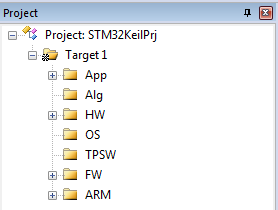 Project
Project: STM32KeilPrj
Target 1
App
Alg
HW
OS
TPSW
FW
ARM